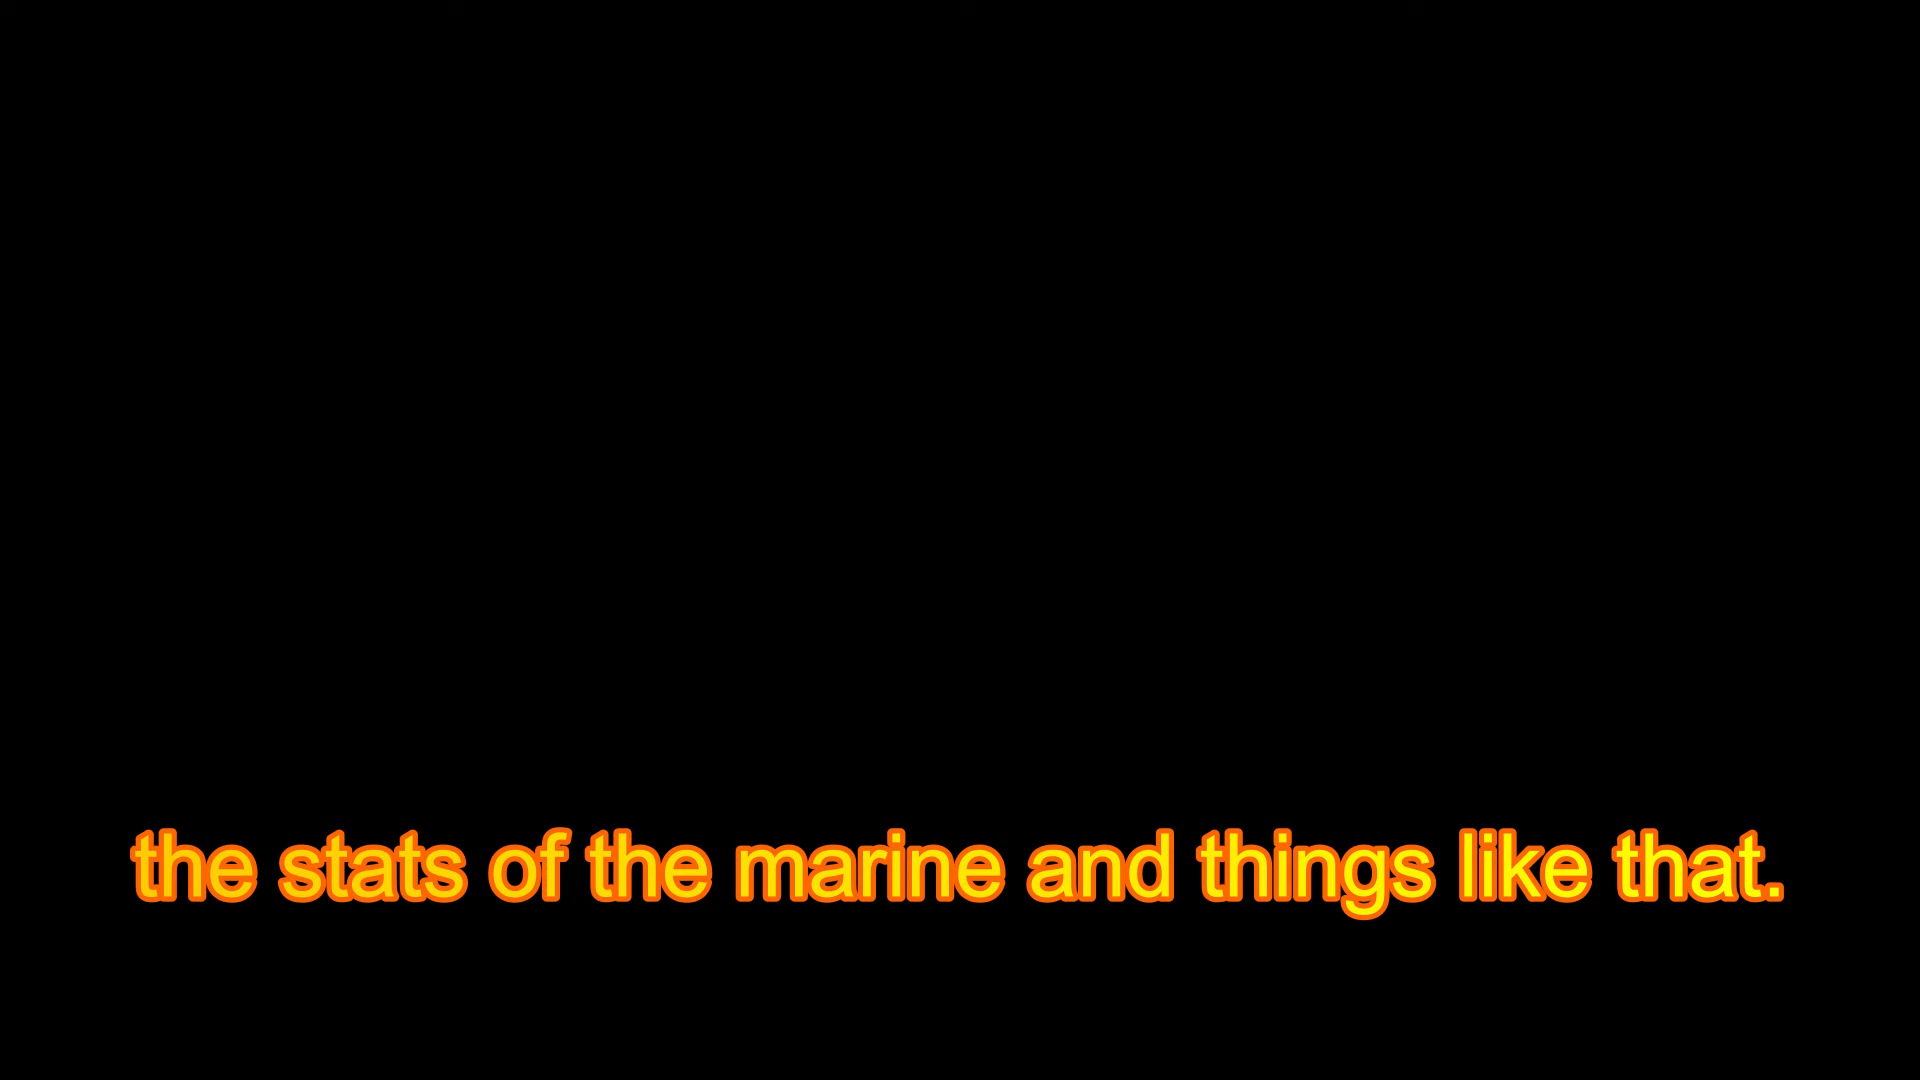 the stats of the marine and things like that.